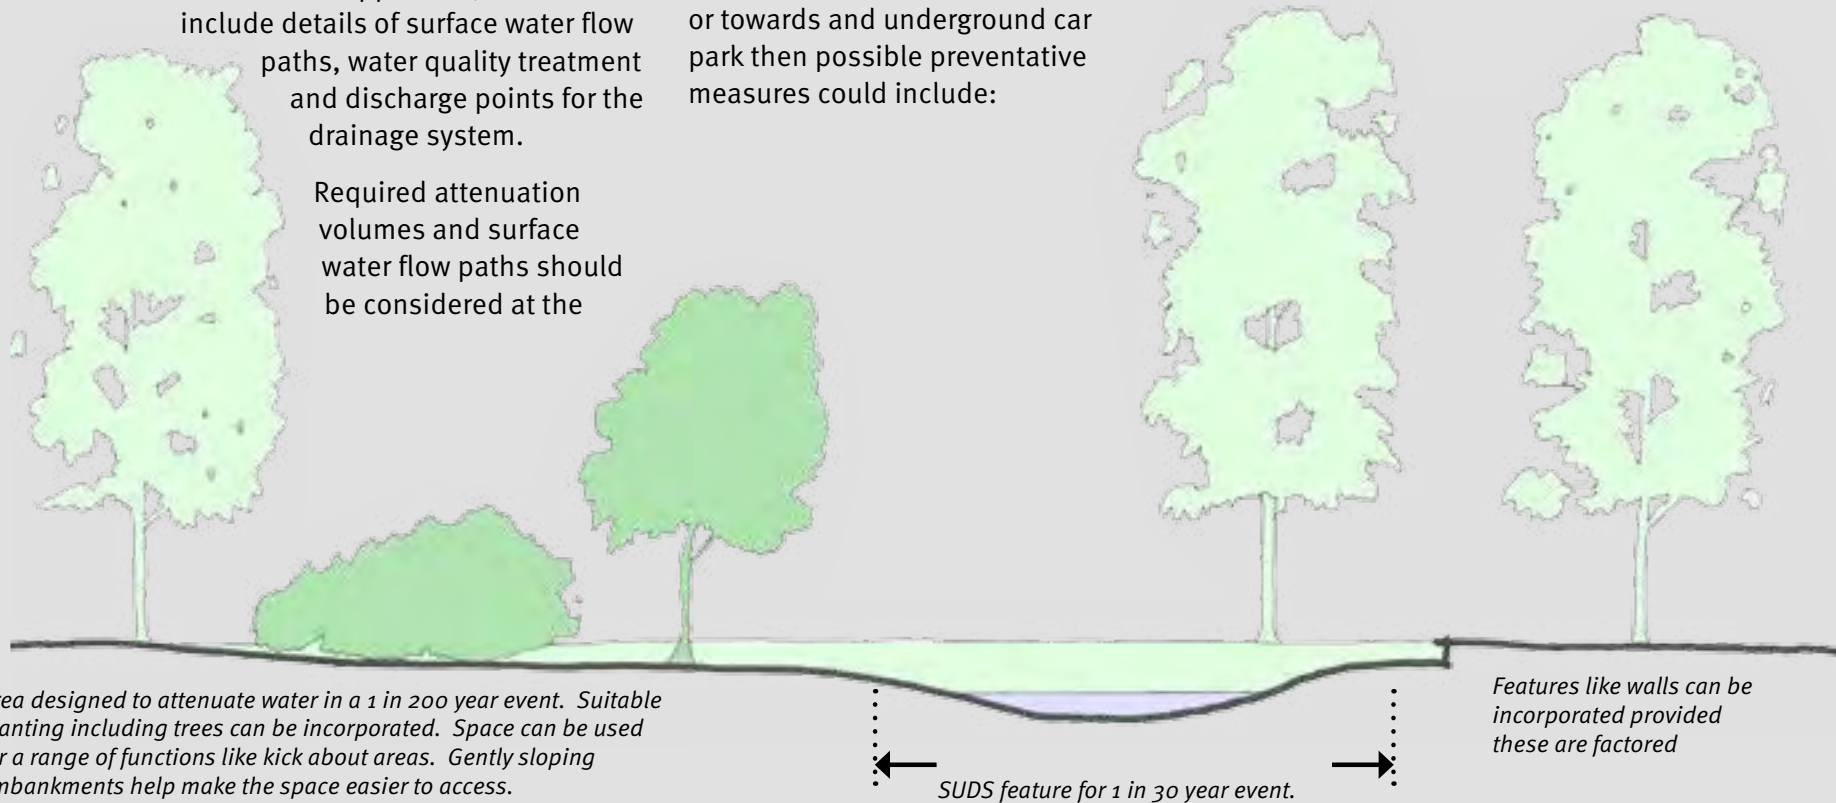 include details of surface water flow
paths, water quality treatment
and discharge points for the
drainage system.
Required attenuation
volumes and surface
water flow paths should
be considered at the
or towards and underground car
park then possible preventative
measures could include:
designed to attenuate water in a 1 in 200 year event. Suitable
including trees can be incorporated. Space can be used
a range of functions like kick about areas. Gently sloping
help make the space easier to access.
SUDS feature for 1 in 30 year event.
Features like walls can be
incorporated provided
these are factored